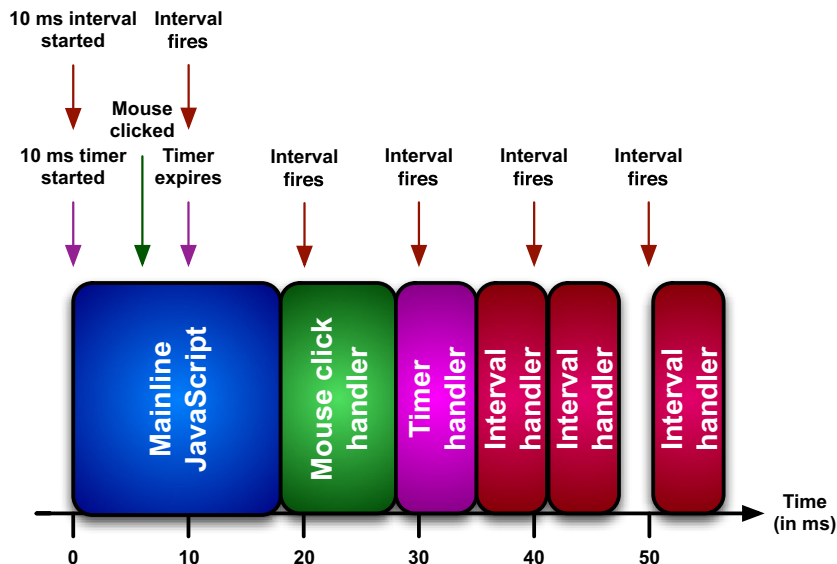 10 ms interval
started
Interval
fires
Mouse
clicked
10 ms timer
started
Timer
expires
Interval
fires
Interval
fires
Interval
fires
Interval
fires
Mainline
JavaScript
Mouse click
handler
Timer
handler
Interval
handler
Interval
handler
Interval
handler
Time
(in ms)
0
10
20
30
40
50